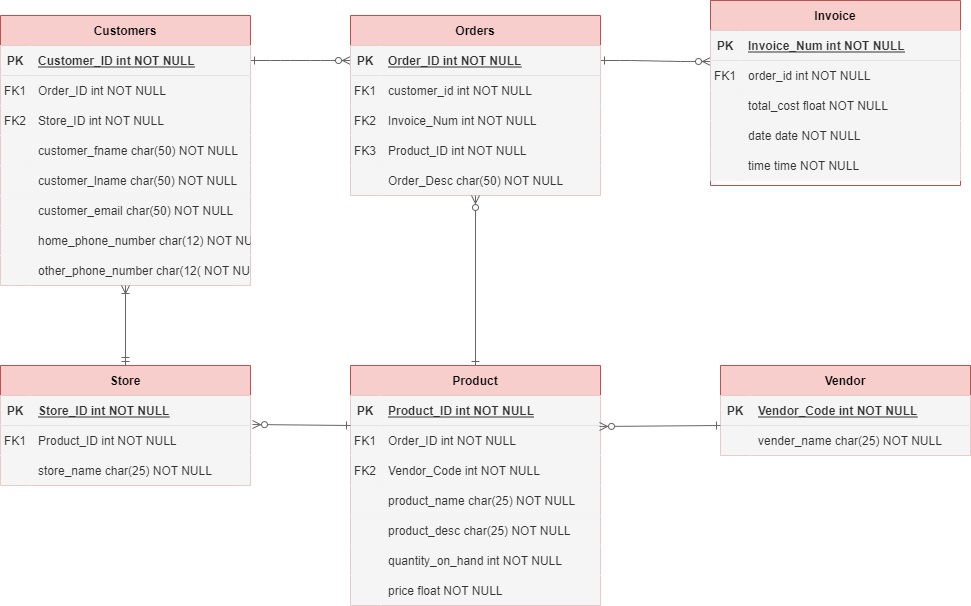 Customers
PK Customer_ID int NOT NULL
FK1 Order_ID int NOT NULL
FK2 Store_ID int NOT NULL
customer_fname char(50) NOT NULL
customer_lname char(50) NOT NULL
customer_email char(50) NOT NULL
home_phone_number char(12) NOT NU
other_phone_number char(12( NOT NU
Orders
PK Order_ID int NOT NULL
FK1 customer_id int NOT NULL
FK2 Invoice_Num int NOT NULL
FK3 Product_ID int NOT NULL
Order_Desc char(50) NOT NULL
Invoice
PK Invoice_Num int NOT NULL
FK1 order_id int NOT NULL
total_cost float NOT NULL
date date NOT NULL
time time NOT NULL
Store
PK Store_ID int NOT NULL
FK1 Product_ID int NOT NULL
store_name char(25) NOT NULL
Product
PK Product_ID int NOT NULL
FK1 Order_ID int NOT NULL
FK2 Vendor_Code int NOT NULL
product_name char(25) NOT NULL
product_desc char(25) NOT NULL
quantity_on_hand int NOT NULL
price float NOT NULL
Vendor
PK Vendor_Code int NOT NULL
vender_name char(25) NOT NULL